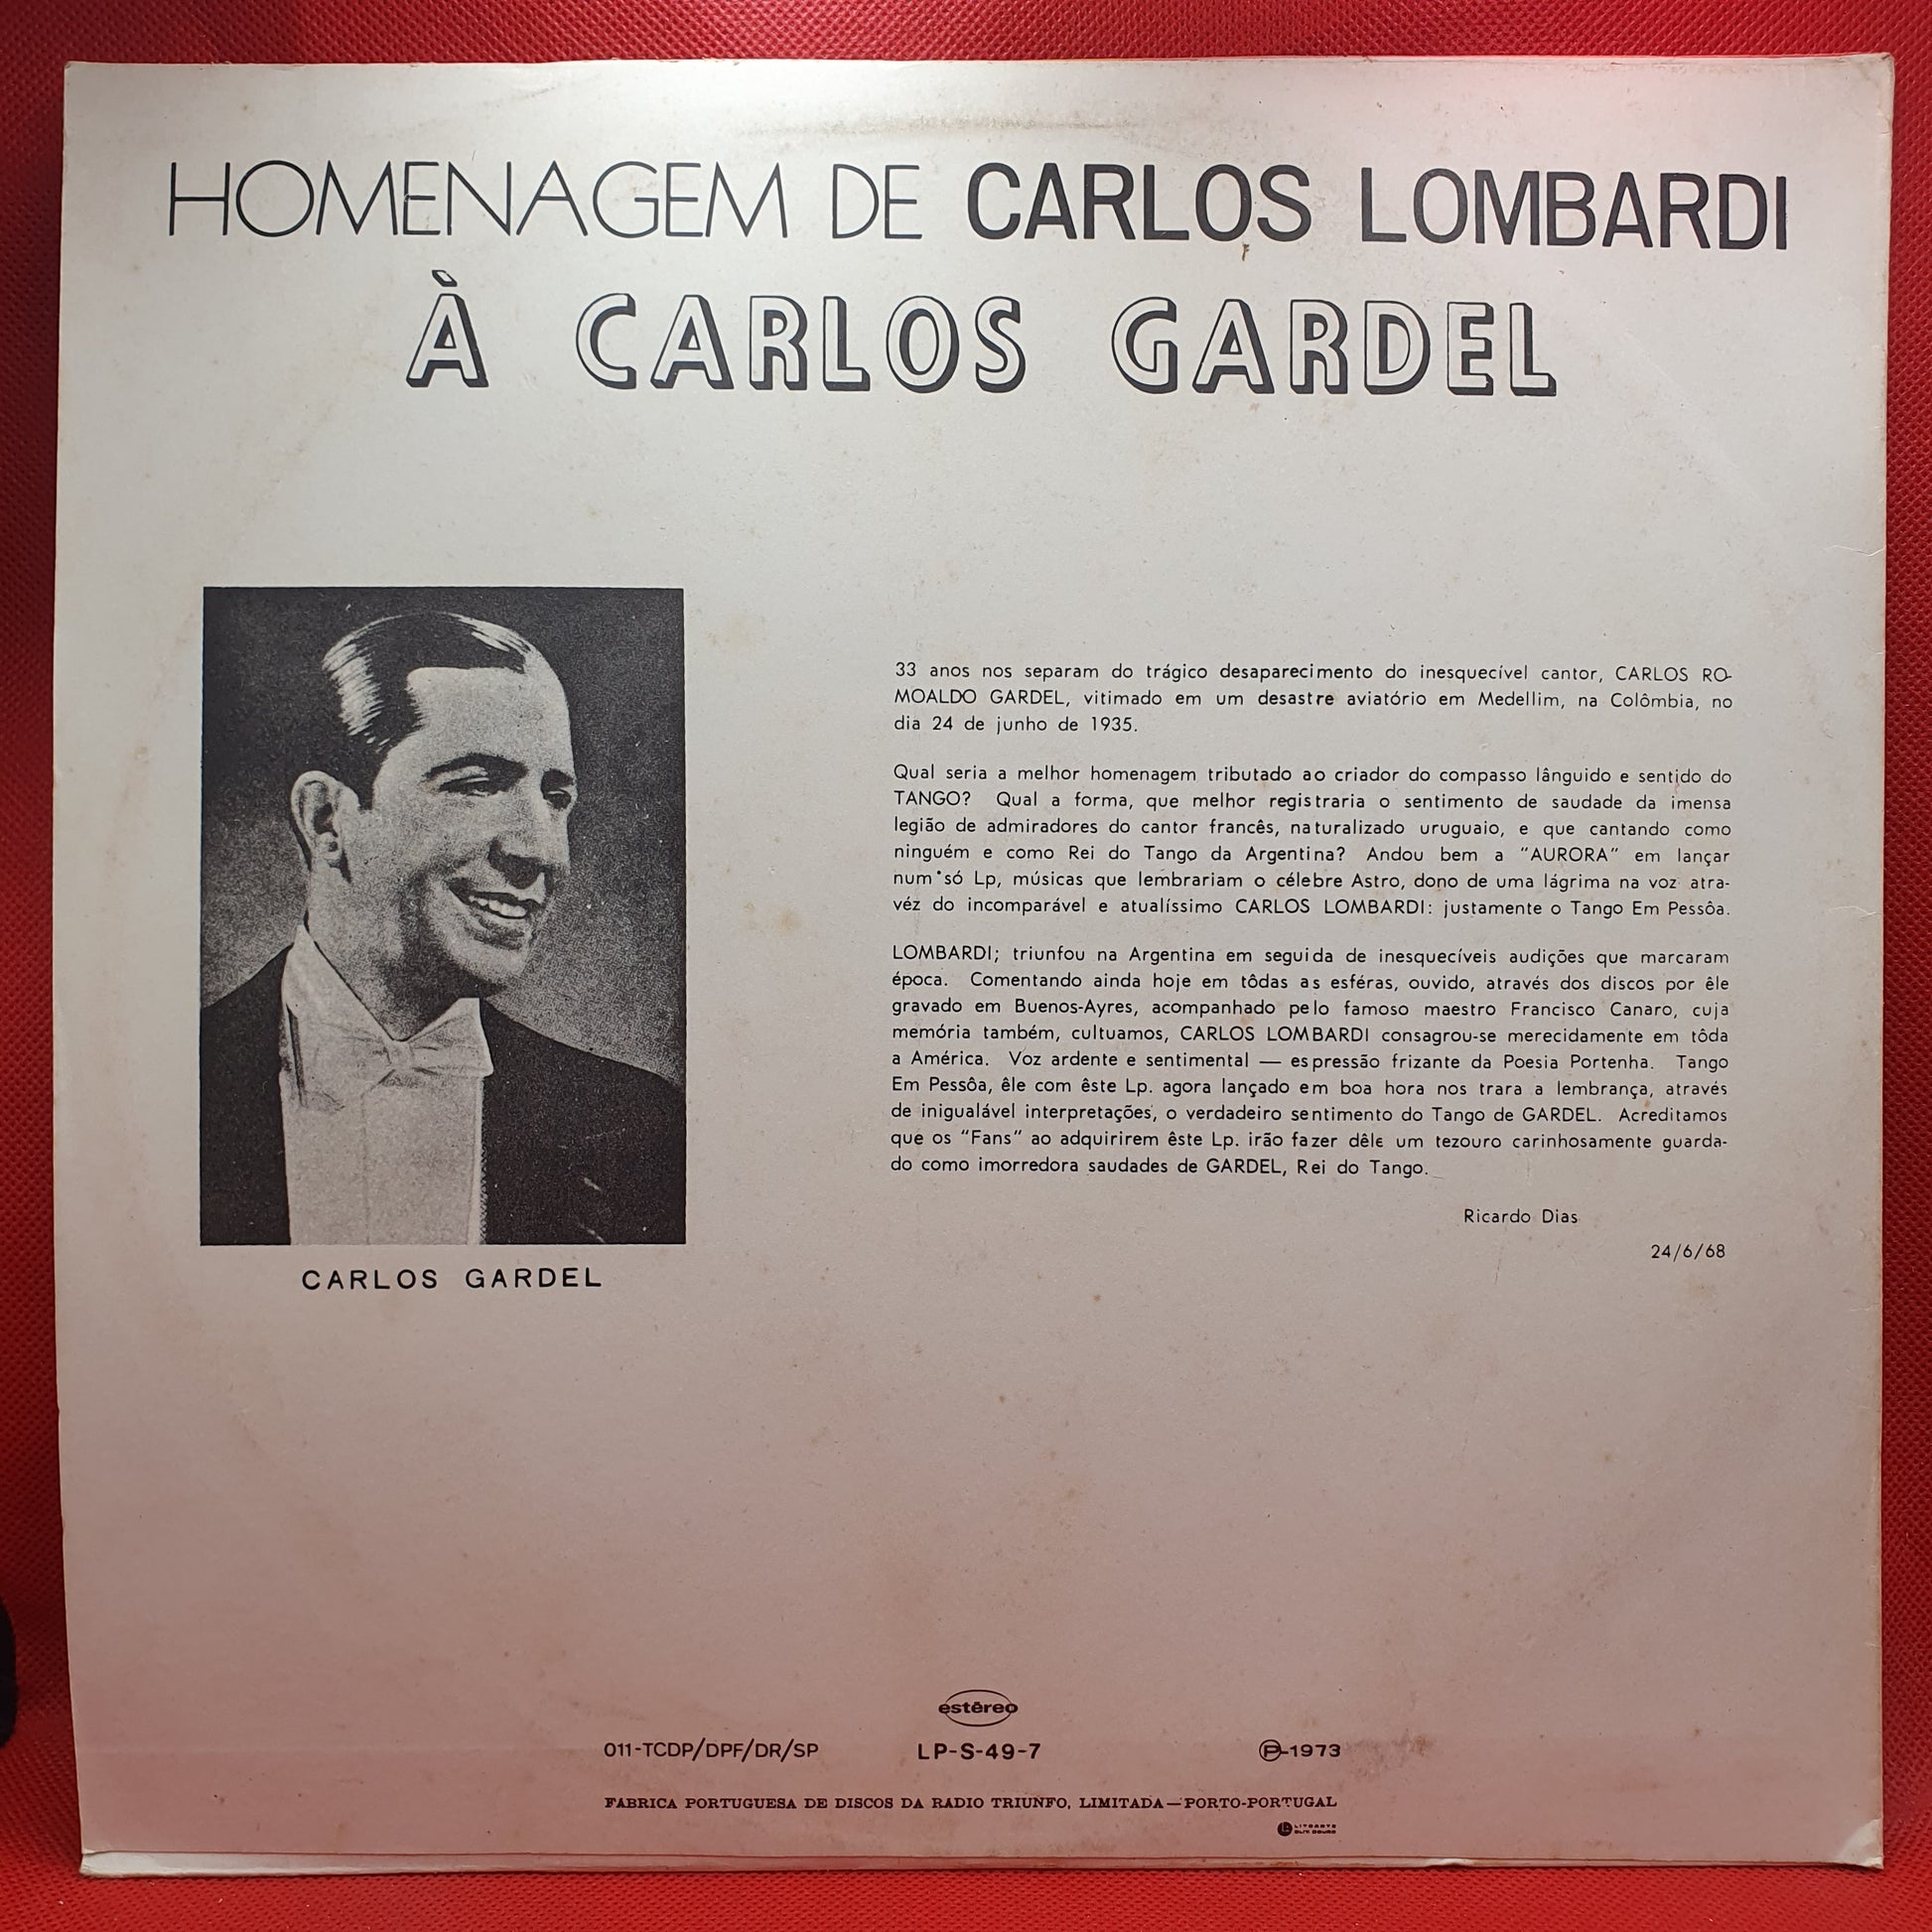 HOMENAGEM DE CARLOS LOMBARDI
À CARLOS GARDEL
33 anos nos separam do trágico desaparecimento do inesquecível cantor, CARLOS RO-
MOALDO GARDEL, vitimado em um desastre aviatório em Medellim, na Colômbia, no
dia 24 de junho de 1935.
Qual seria a melhor homenagem tributado ao criador do compasso lânguido e sentido do
TANGO? Qual a forma, que melhor registraria o sentimento de saudade da imensa
legião de admiradores do cantor francês, naturalizado uruguaio, e que cantando como
ninguém e como Rei do Tango da Argentina? Andou bem a "AURORA" em lançar
num só Lp, músicas que lembrariam o célebre Astro, dono de uma lágrima na voz atra-
véz do incomparável e atualíssimo CARLOS LOMBARDI: justamente o Tango Em Pessôa.
LOMBARDI; triunfou na Argentina em seguida de inesquecíveis audições que marcaram
época. Comentando ainda hoje em tôdas as esféras, ouvido, através dos discos por êle
gravado em Buenos-Ayres, acompanhado pelo famoso maestro Francisco Canaro, cuja
memória também, cultuamos, CARLOS LOMBARDI consagrou-se merecidamente em tôda
a América. Voz ardente e sentimental — espressão frizante da Poesia Portenha. Tango
Em Pessôa, êle com êste Lp. agora lançado em boa hora nos trara a lembrança, através
de inigualável interpretações, o verdadeiro sentimento do Tango de GARDEL. Acreditamos
que os "Fans" ao adquirirem êste Lp. irão fazer dêle um tezouro carinhosamente guarda-
do como imorredora saudades de GARDEL, Rei do Tango.
Ricardo Dias
24/6/68
CARLOS GARDEL
estéreo
011-TCDP/DPF/DR/SP LP-S-49-7 Ⓟ-1973
FABRICA PORTUGUESA DE DISCOS DA RADIO TRIUNFO, LIMITADA—PORTO-PORTUGAL